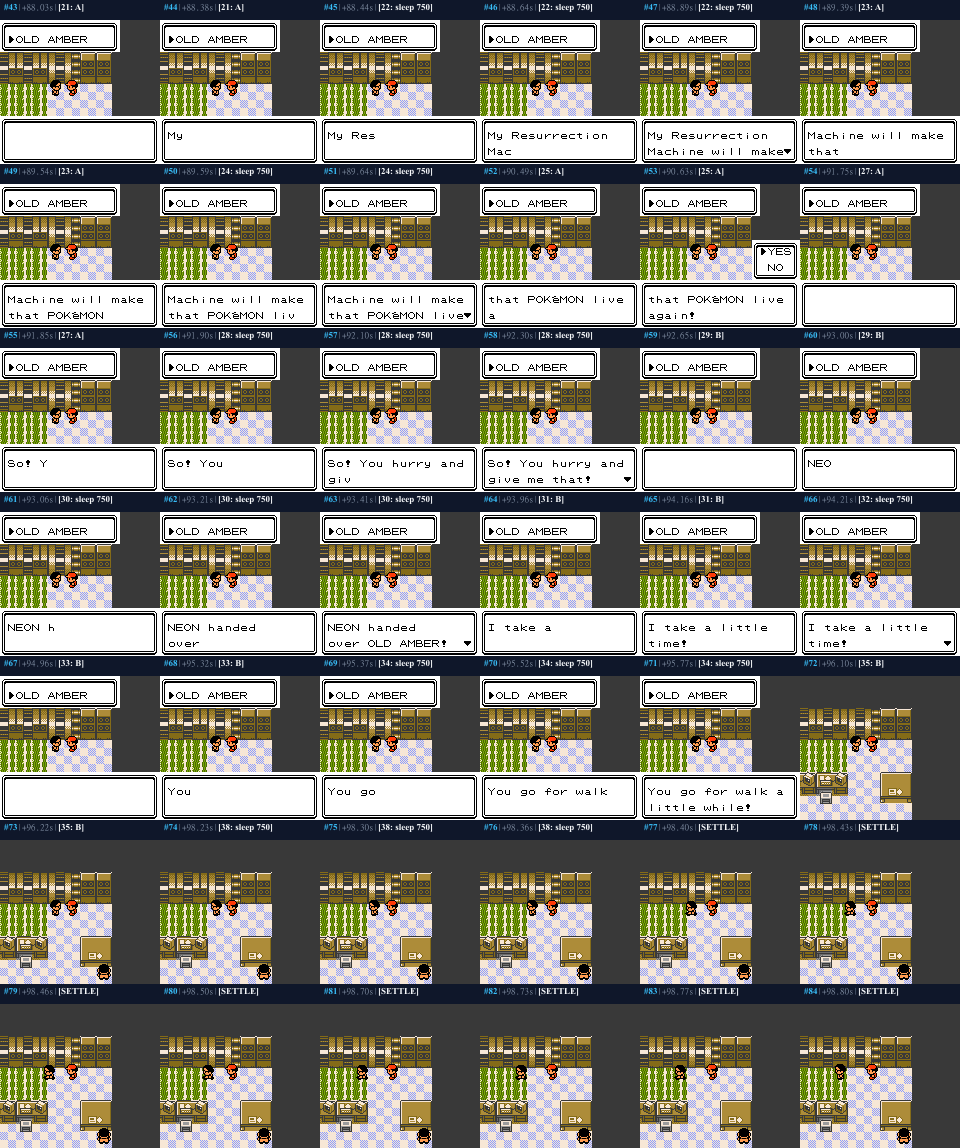 #43|+88.03s|[21: A]
#44|+88.38s|[21: A]
#45|+88.44s|[22: sleep 750]
#46|+88.64s|[22: sleep 750]
#47|+88.89s|[22: sleep 750]
#48|+89.39s|[23: A]
▶OLD AMBER
▶OLD AMBER
▶OLD AMBER
▶OLD AMBER
▶OLD AMBER
▶OLD AMBER
My
My Res
My Resurrection
Mac
My Resurrection
Machine will make▼
Machine will make
that
#49|+89.54s|[23: A]
#50|+89.59s|[24: sleep 750]
#51|+89.64s|[24: sleep 750]
#52|+90.49s|[25: A]
#53|+90.63s|[25: A]
#54|+91.75s|[27: A]
▶OLD AMBER
▶OLD AMBER
▶OLD AMBER
▶OLD AMBER
▶OLD AMBER
▶OLD AMBER
▶YES
NO
Machine will make
that POKéMON
Machine will make
that POKéMON liv
Machine will make
that POKéMON live▼
that POKéMON live
a
that POKéMON live
again!
#55|+91.85s|[27: A]
#56|+91.90s|[28: sleep 750]
#57|+92.10s|[28: sleep 750]
#58|+92.30s|[28: sleep 750]
#59|+92.65s|[29: B]
#60|+93.00s|[29: B]
▶OLD AMBER
▶OLD AMBER
▶OLD AMBER
▶OLD AMBER
▶OLD AMBER
▶OLD AMBER
So! Y
So! You
So! You hurry and
giv
So! You hurry and
give me that! ▼
NEO
#61|+93.06s|[30: sleep 750]
#62|+93.21s|[30: sleep 750]
#63|+93.41s|[30: sleep 750]
#64|+93.96s|[31: B]
#65|+94.16s|[31: B]
#66|+94.21s|[32: sleep 750]
▶OLD AMBER
▶OLD AMBER
▶OLD AMBER
▶OLD AMBER
▶OLD AMBER
▶OLD AMBER
NEON h
NEON handed
over
NEON handed
over OLD AMBER! ▼
I take a
I take a little
time!
I take a little
time! ▼
#67|+94.96s|[33: B]
#68|+95.32s|[33: B]
#69|+95.37s|[34: sleep 750]
#70|+95.52s|[34: sleep 750]
#71|+95.77s|[34: sleep 750]
#72|+96.10s|[35: B]
▶OLD AMBER
▶OLD AMBER
▶OLD AMBER
▶OLD AMBER
▶OLD AMBER
You
You go
You go for walk
You go for walk a
little while!
#73|+96.22s|[35: B]
#74|+98.23s|[38: sleep 750]
#75|+98.30s|[38: sleep 750]
#76|+98.36s|[38: sleep 750]
#77|+98.40s|[SETTLE]
#78|+98.43s|[SETTLE]
#79|+98.46s|[SETTLE]
#80|+98.50s|[SETTLE]
#81|+98.70s|[SETTLE]
#82|+98.73s|[SETTLE]
#83|+98.77s|[SETTLE]
#84|+98.80s|[SETTLE]